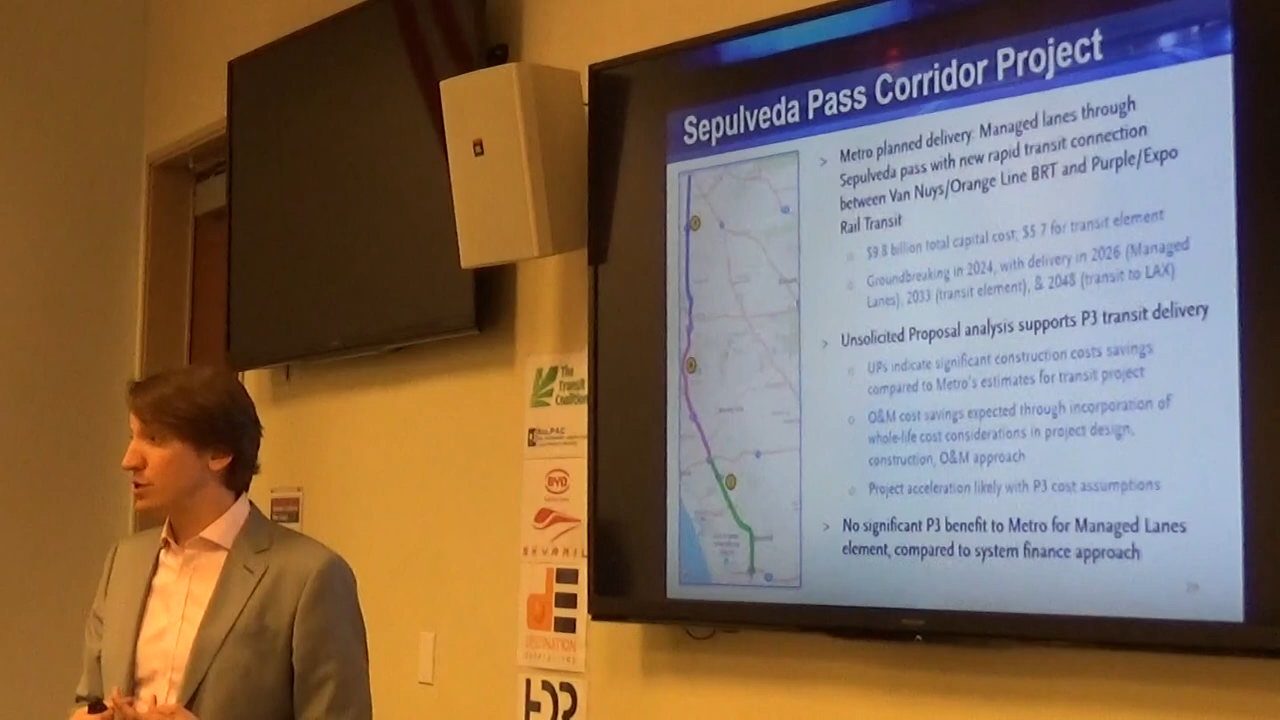 Sepulveda Pass Corridor Project
> Metro planned delivery: Managed lanes through
Sepulveda pass with new rapid transit connection
between Van Nuys/Orange Line BRT and Purple/Expo
Rail Transit
$9.8 billion total capital cost; $5.7 for transit element
Groundbreaking in 2024, with delivery in 2026 (Managed
Lanes), 2033 (transit element), & 2048 (transit to LAX)
> Unsolicited Proposal analysis supports P3 transit delivery
UPs indicate significant construction costs savings
compared to Metro's estimates for transit project
O&M cost savings expected through incorporation of
whole-life cost considerations in project design,
construction, O&M approach
Project acceleration likely with P3 cost assumptions
> No significant P3 benefit to Metro for Managed Lanes
element, compared to system finance approach
The
Transit
Coalition
RailPAC
BYD
SKYRAIL
dE
DESTINATION
HDR